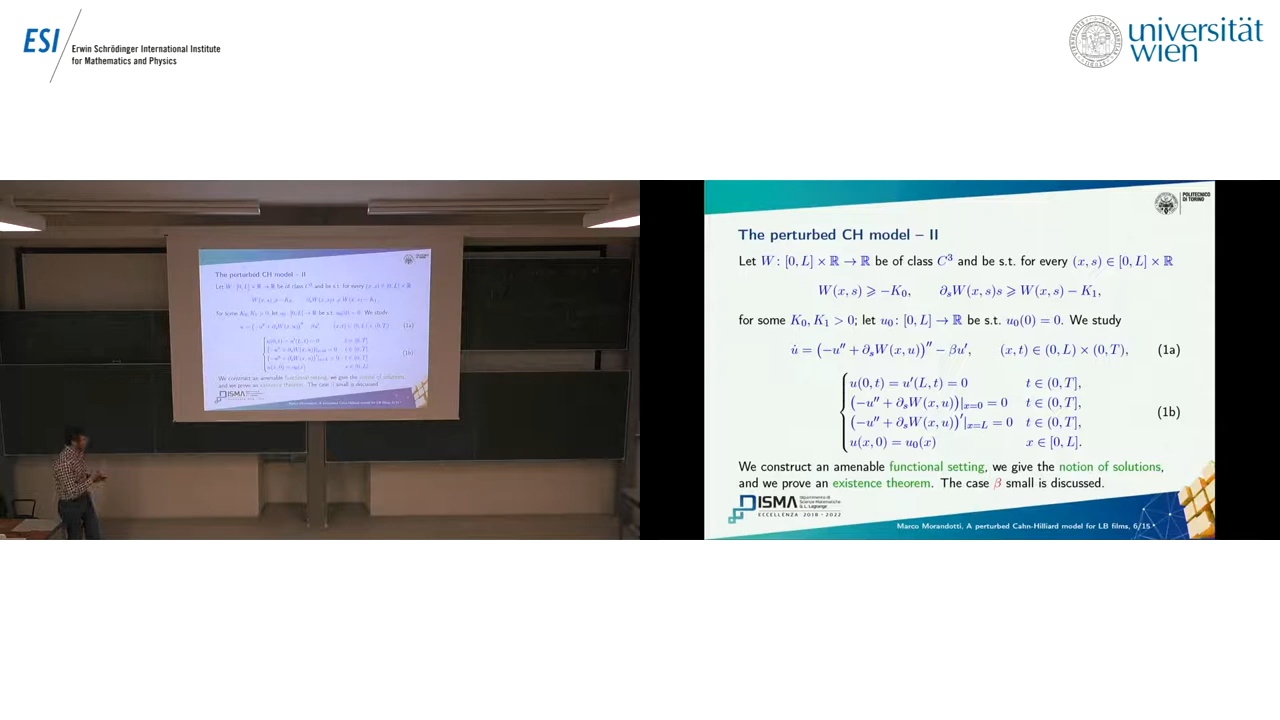 ESI
Erwin Schrödinger International Institute
for Mathematics and Physics
universität
wien
POLITECNICO
DI TORINO
The perturbed CH model – II
Let W : [0, L] × ℝ → ℝ be of class C³ and be s.t. for every (x, s) ∈ [0, L] × ℝ
W(x, s) ⩾ −K₀, ∂ₛW(x, s)s ⩾ W(x, s) − K₁,
for some K₀, K₁ > 0; let u₀ : [0, L] → ℝ be s.t. u₀(0) = 0. We study
u̇ = (−u′′ + ∂ₛW(x, u))′′ − βu′, (x, t) ∈ (0, L) × (0, T), (1a)
u(0, t) = u′(L, t) = 0 t ∈ (0, T],
(−u′′ + ∂ₛW(x, u))|ₓ₌₀ = 0 t ∈ (0, T],
(1b)
(−u′′ + ∂ₛW(x, u))′|ₓ₌L = 0 t ∈ (0, T],
u(x, 0) = u₀(x) x ∈ [0, L].
We construct an amenable functional setting, we give the notion of solutions,
and we prove an existence theorem. The case β small is discussed.
DISMA
ECCELLENZA 2018 - 2022
Marco Morandotti, A perturbed Cahn-Hilliard model for LB films, 6/15